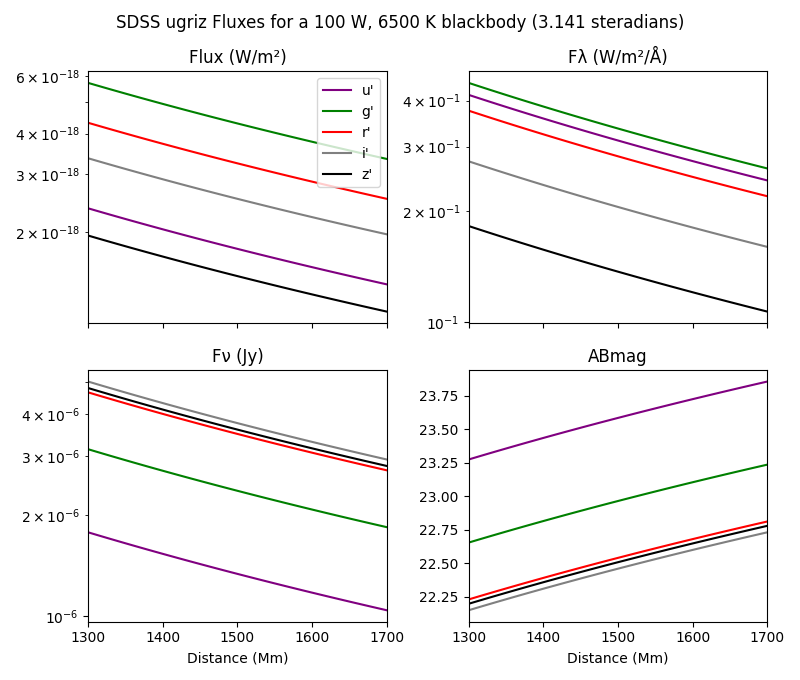 SDSS ugriz Fluxes for a 100 W, 6500 K blackbody (3.141 steradians)
Flux (W/m²)
6 × 10⁻¹⁸
4 × 10⁻¹⁸
3 × 10⁻¹⁸
2 × 10⁻¹⁸
u'
g'
r'
i'
z'
Fλ (W/m²/Å)
4 × 10⁻¹
3 × 10⁻¹
2 × 10⁻¹
10⁻¹
Fν (Jy)
4 × 10⁻⁶
3 × 10⁻⁶
2 × 10⁻⁶
10⁻⁶
1300 1400 1500 1600 1700
Distance (Mm)
ABmag
23.75
23.50
23.25
23.00
22.75
22.50
22.25
1300 1400 1500 1600 1700
Distance (Mm)